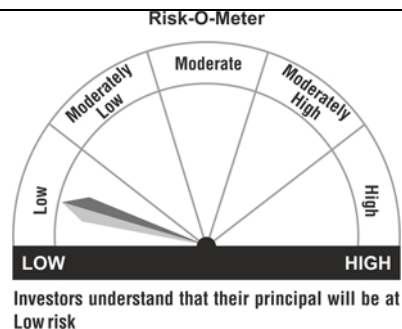 Risk-O-Meter
Low
Moderately
Low
Moderate
Moderately
High
High
LOW
HIGH
Investors understand that their principal will be at
Low risk